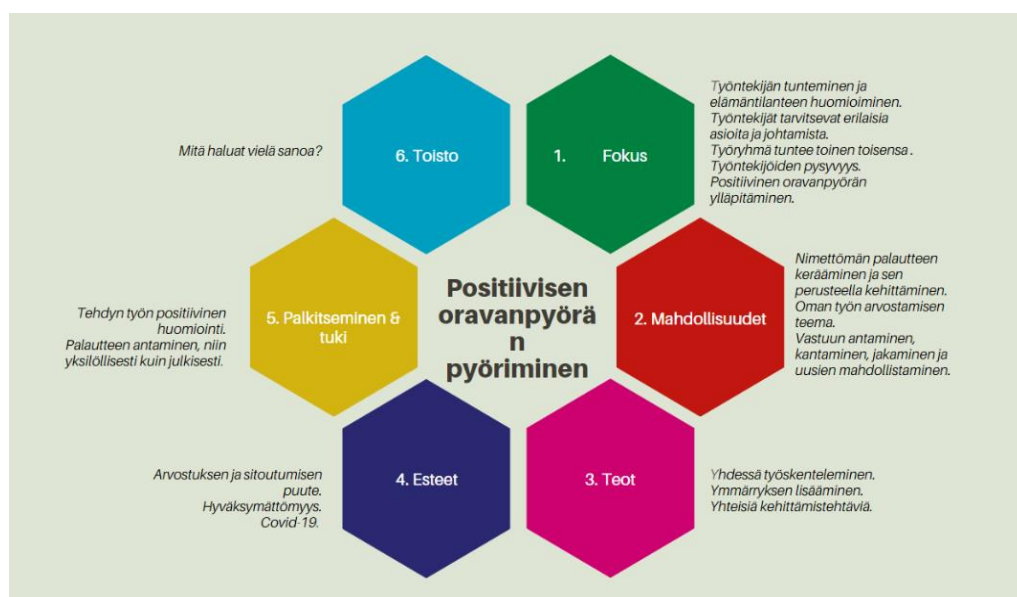 6. Toisto
Mitä haluat vielä sanoa?
1. Fokus
Työntekijän tunteminen ja
elämäntilanteen huomioiminen.
Työntekijät tarvitsevat erilaisia
asioita ja johtamista.
Työryhmä tuntee toinen toisensa.
Työntekijöiden pysyvyys.
Positiivinen oravanpyörän
ylläpitäminen.
Positiivisen
oravanpyörä
n
pyöriminen
2. Mahdollisuudet
Nimettömän palautteen
kerääminen ja sen
perusteella kehittäminen.
Oman työn arvostamisen
teema.
Vastuun antaminen,
kantaminen, jakaminen ja
uusien mahdollistaminen.
3. Teot
Yhdessä työskenteleminen.
Ymmärryksen lisääminen.
Yhteisiä kehittämistehtäviä.
4. Esteet
Arvostuksen ja sitoutumisen
puute.
Hyväksymättömyys.
Covid-19.
5. Palkitseminen &
tuki
Tehdyn työn positiivinen
huomiointi.
Palautteen antaminen, niin
yksilöllisesti kuin julkisesti.